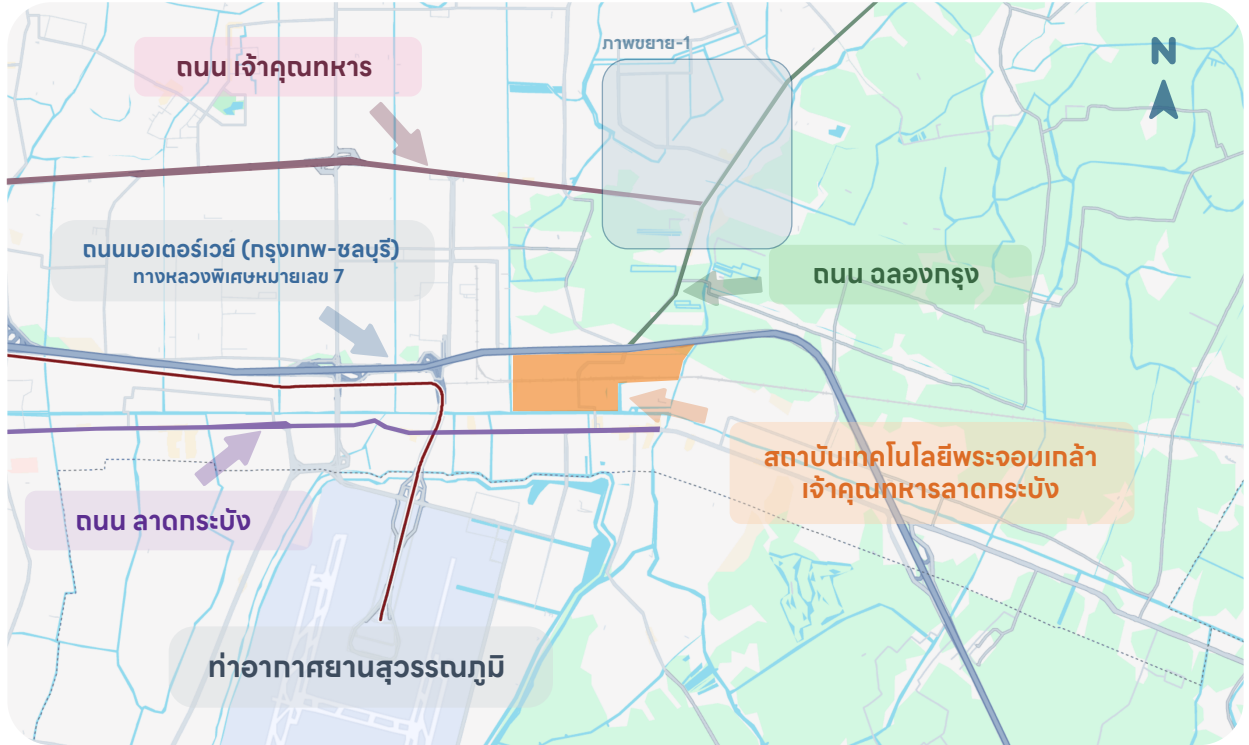 ภาพขยาย-1
N
ถนน เจ้าคุณทหาร
ถนนมอเตอร์เวย์ (กรุงเทพ-ชลบุรี)
ทางหลวงพิเศษหมายเลข 7
ถนน ฉลองกรุง
สถาบันเทคโนโลยีพระจอมเกล้า
เจ้าคุณทหารลาดกระบัง
ถนน ลาดกระบัง
ท่าอากาศยานสุวรรณภูมิ